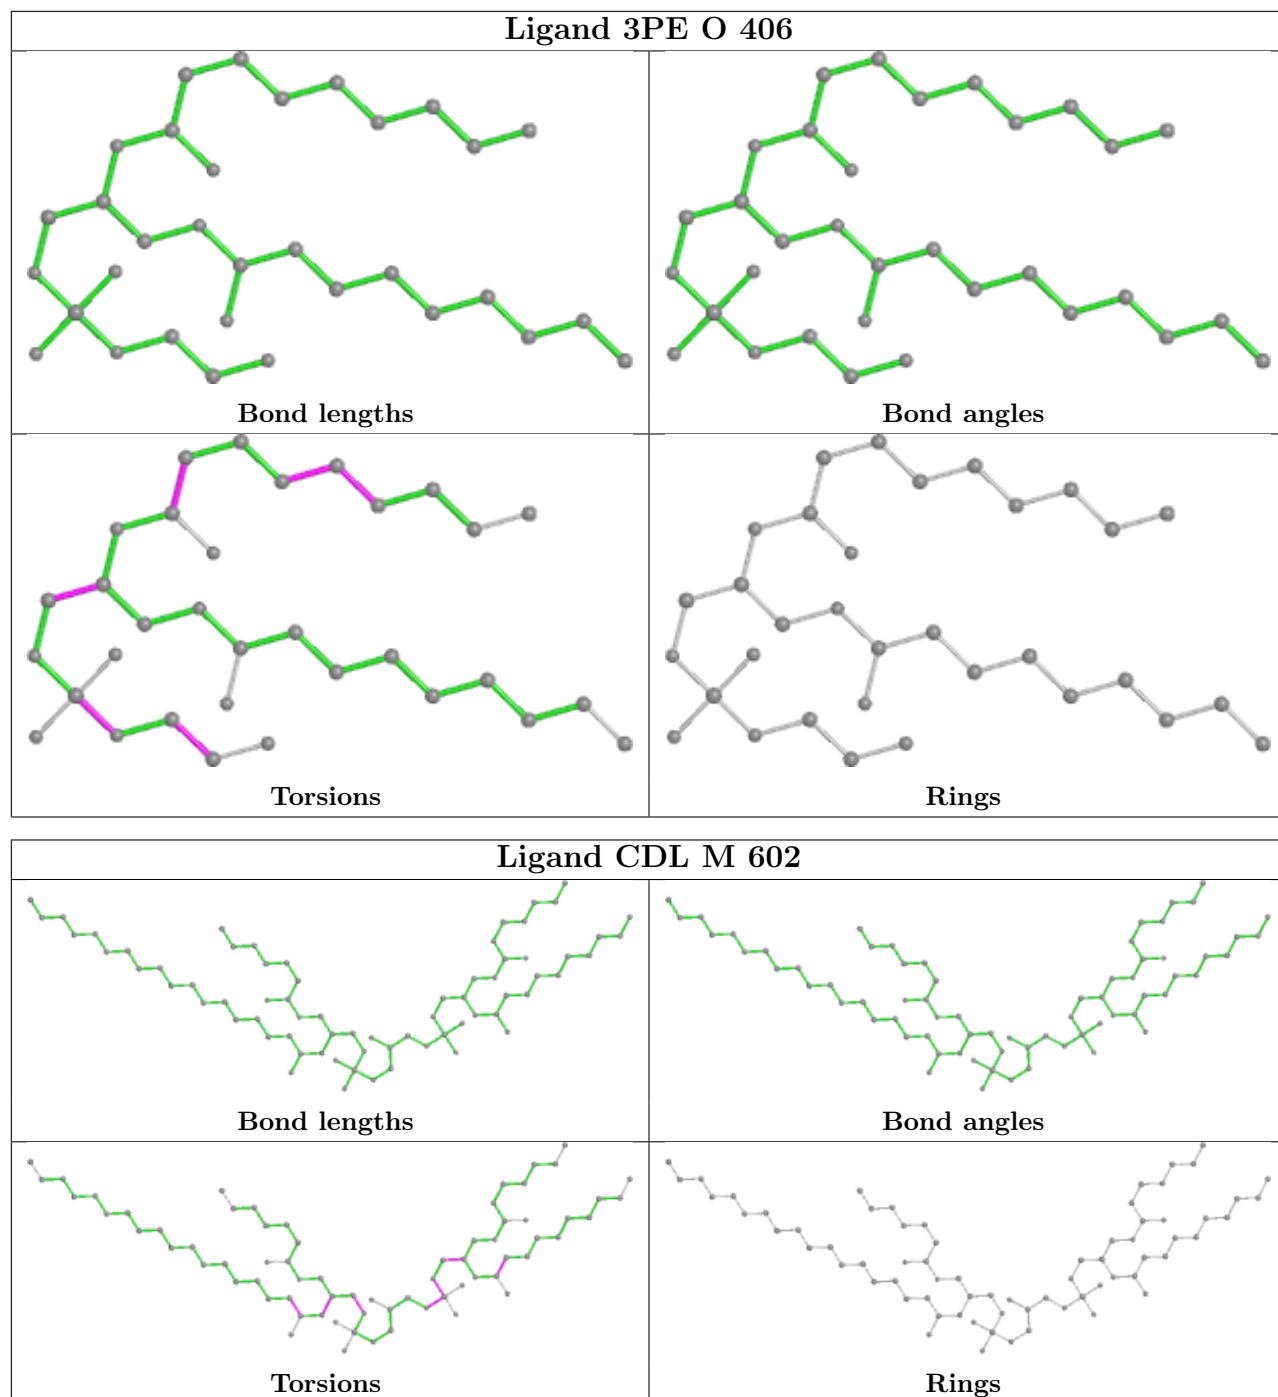 Ligand 3PE O 406
Bond lengths
Bond angles
Torsions
Rings
Ligand CDL M 602
Bond lengths
Bond angles
Torsions
Rings